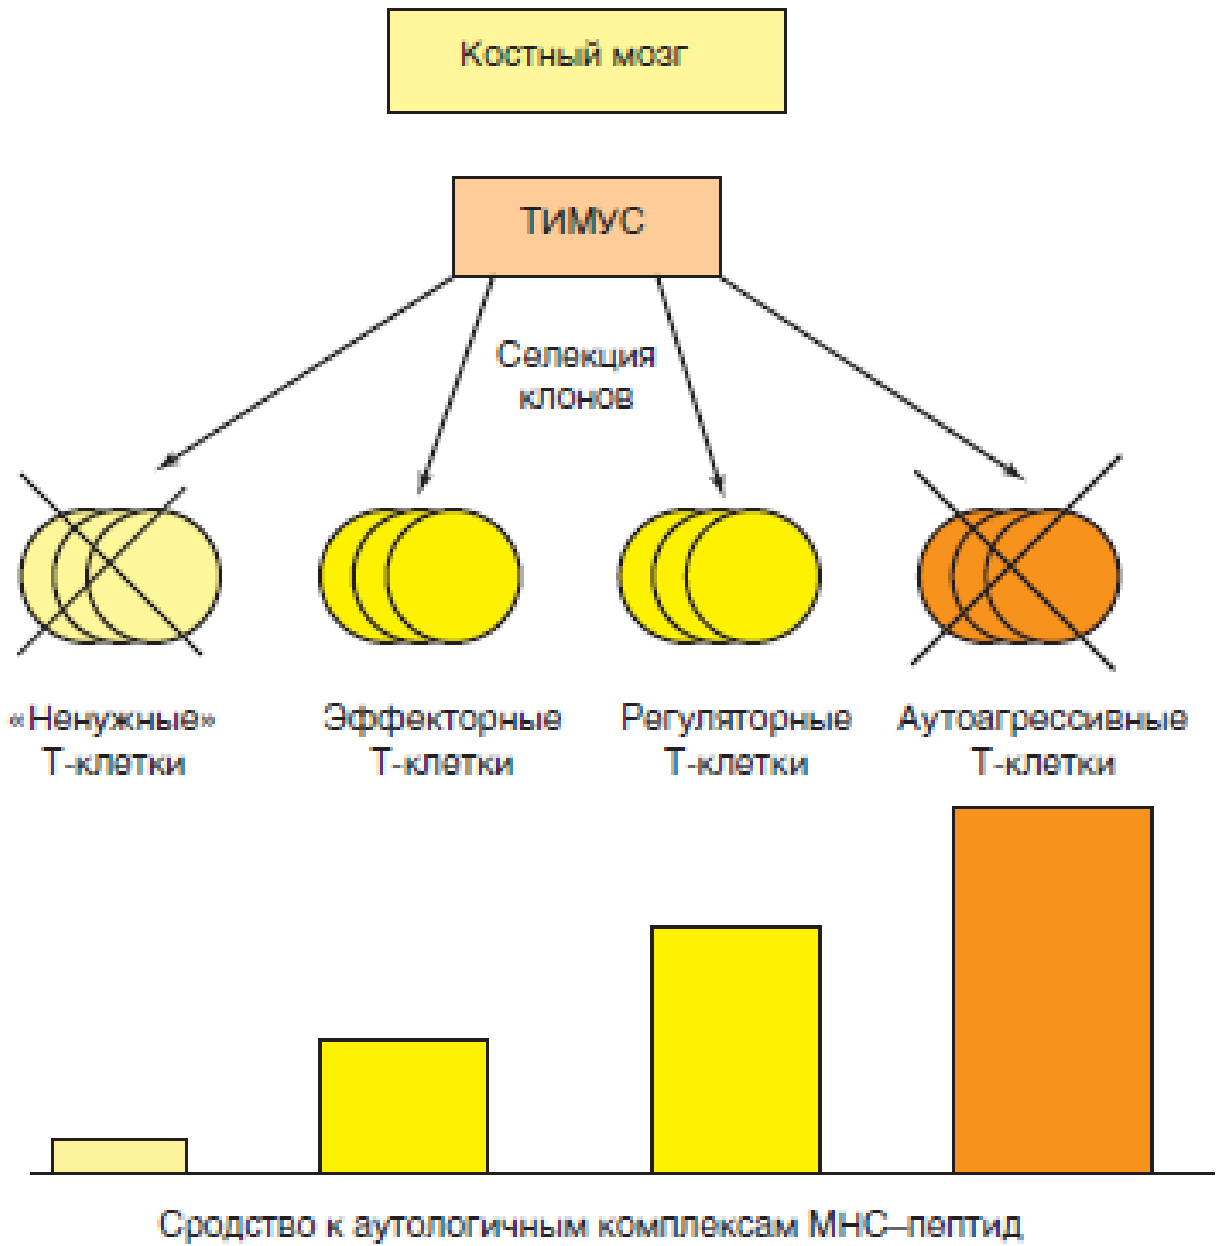 Костный мозг
ТИМУС
Селекция
клонов
«Ненужные»
Т-клетки
Эффекторные
Т-клетки
Регуляторные
Т-клетки
Аутоагрессивные
Т-клетки
Сродство к аутологичным комплексам МНС–пептид